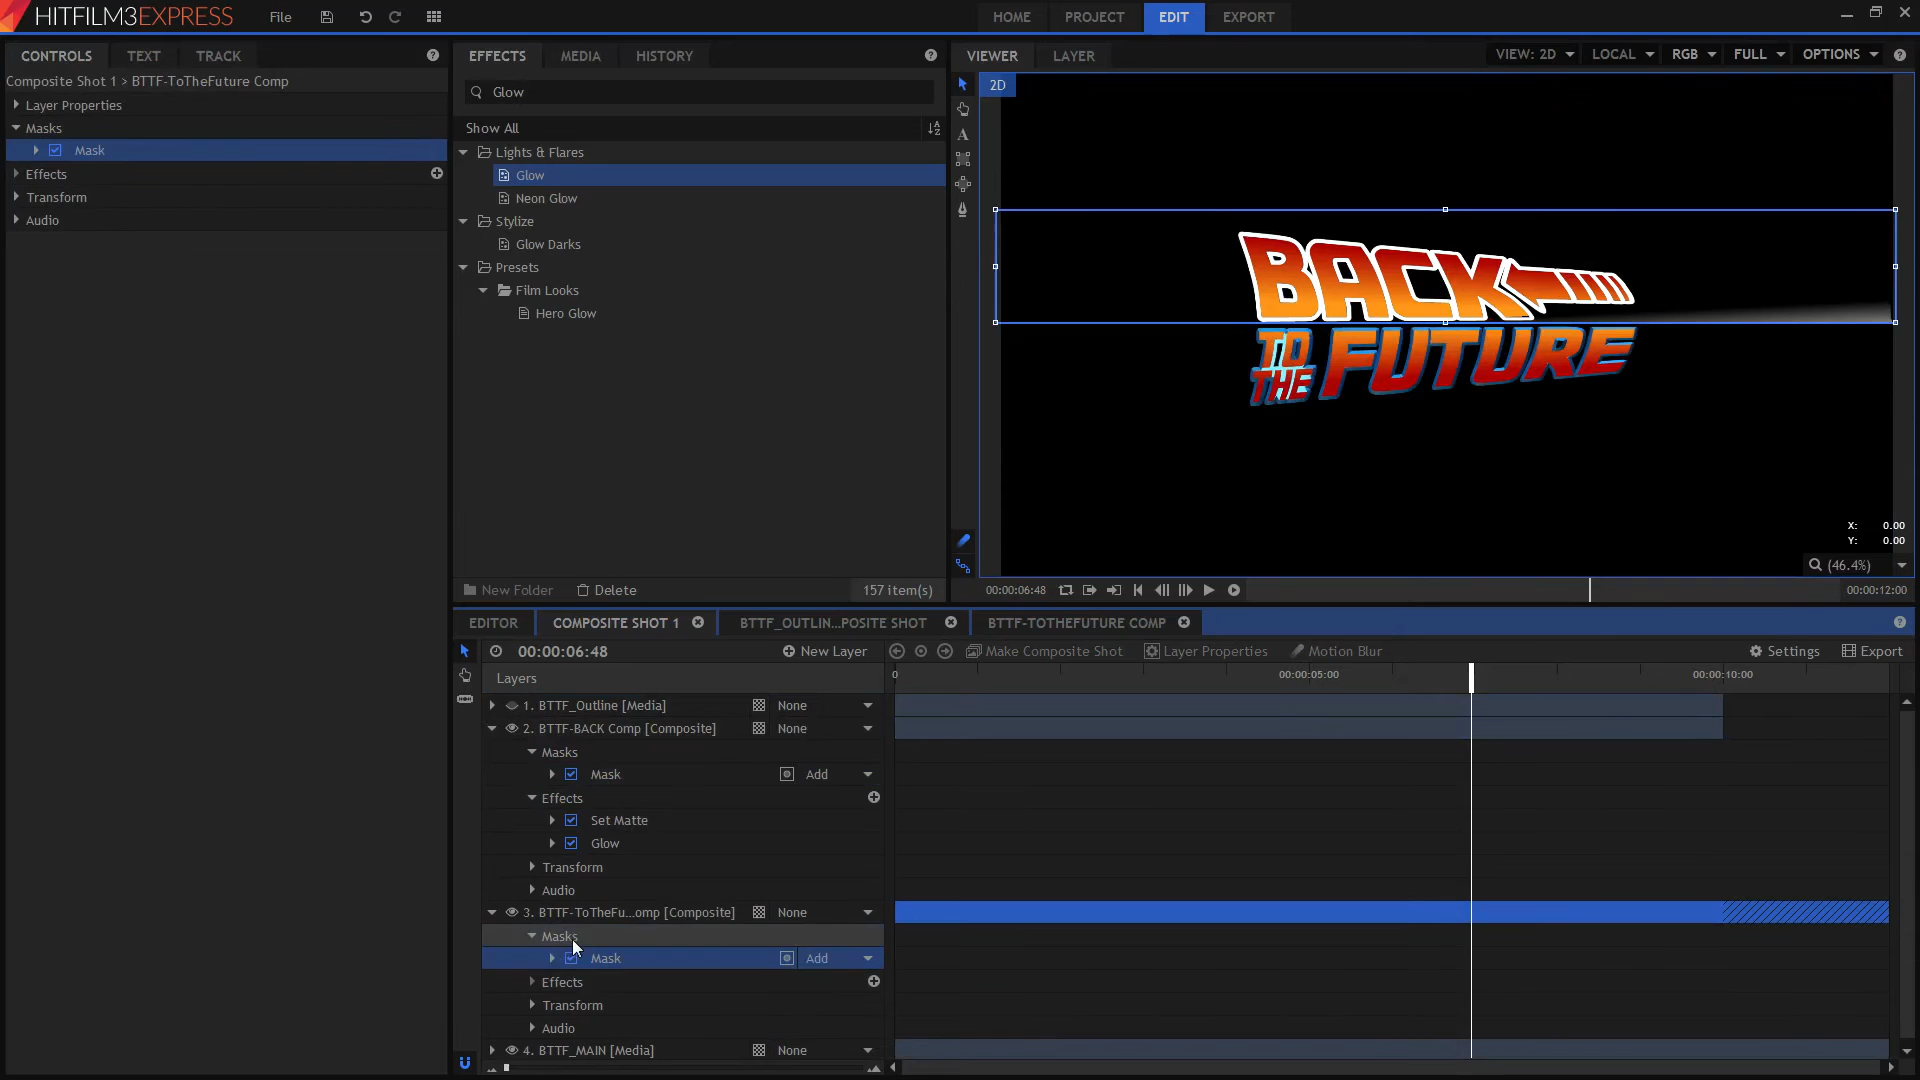 HITFILM3EXPRESS
File
HOME
PROJECT
EDIT
EXPORT
CONTROLS
TEXT
TRACK
Composite Shot 1 > BTTF-ToTheFuture Comp
Layer Properties
Masks
Mask
Effects
Transform
Audio
EFFECTS
MEDIA
HISTORY
Glow
Show All
Lights & Flares
Glow
Neon Glow
Stylize
Glow Darks
Presets
Film Looks
Hero Glow
New Folder
Delete
157 item(s)
VIEWER
LAYER
VIEW: 2D
LOCAL
RGB
FULL
OPTIONS
2D
BACK
TO
THE
FUTURE
X: 0.00
Y: 0.00
(46.4%)
00:00:06:48
00:00:12:00
EDITOR
COMPOSITE SHOT 1
BTTF_OUTLIN...POSITE SHOT
BTTF-TOTHEFUTURE COMP
00:00:06:48
New Layer
Make Composite Shot
Layer Properties
Motion Blur
Settings
Export
Layers
0
00:00:05:00
00:00:10:00
1. BTTF_Outline [Media]
None
2. BTTF-BACK Comp [Composite]
None
Masks
Mask
Add
Effects
Set Matte
Glow
Transform
Audio
3. BTTF-ToTheFu...omp [Composite]
None
Masks
Mask
Add
Effects
Transform
Audio
4. BTTF_MAIN [Media]
None